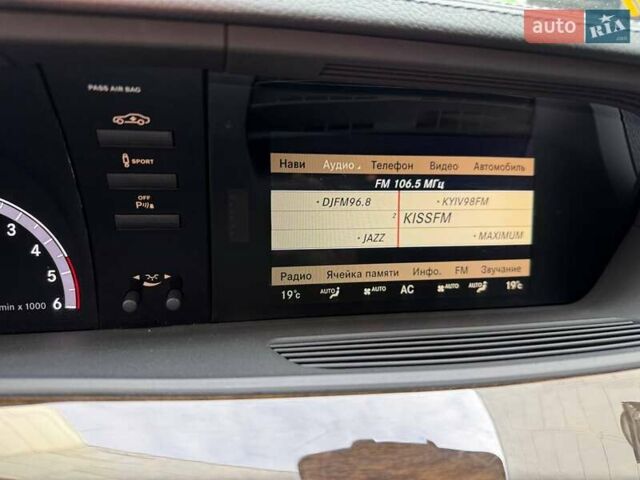 auto RIA .com
PASS AIR BAG
SPORT
OFF
3
4
5
6
min x 1000
Нави Аудио Телефон Видео Автомобиль
FM 106.5 МГц
• DJFM96.8 • KYIV98FM
2 KISSFM
• JAZZ • MAXIMUM
Радио Ячейка памяти Инфо. FM Звучание
19°C AUTO AUTO AC AUTO AUTO 19°C